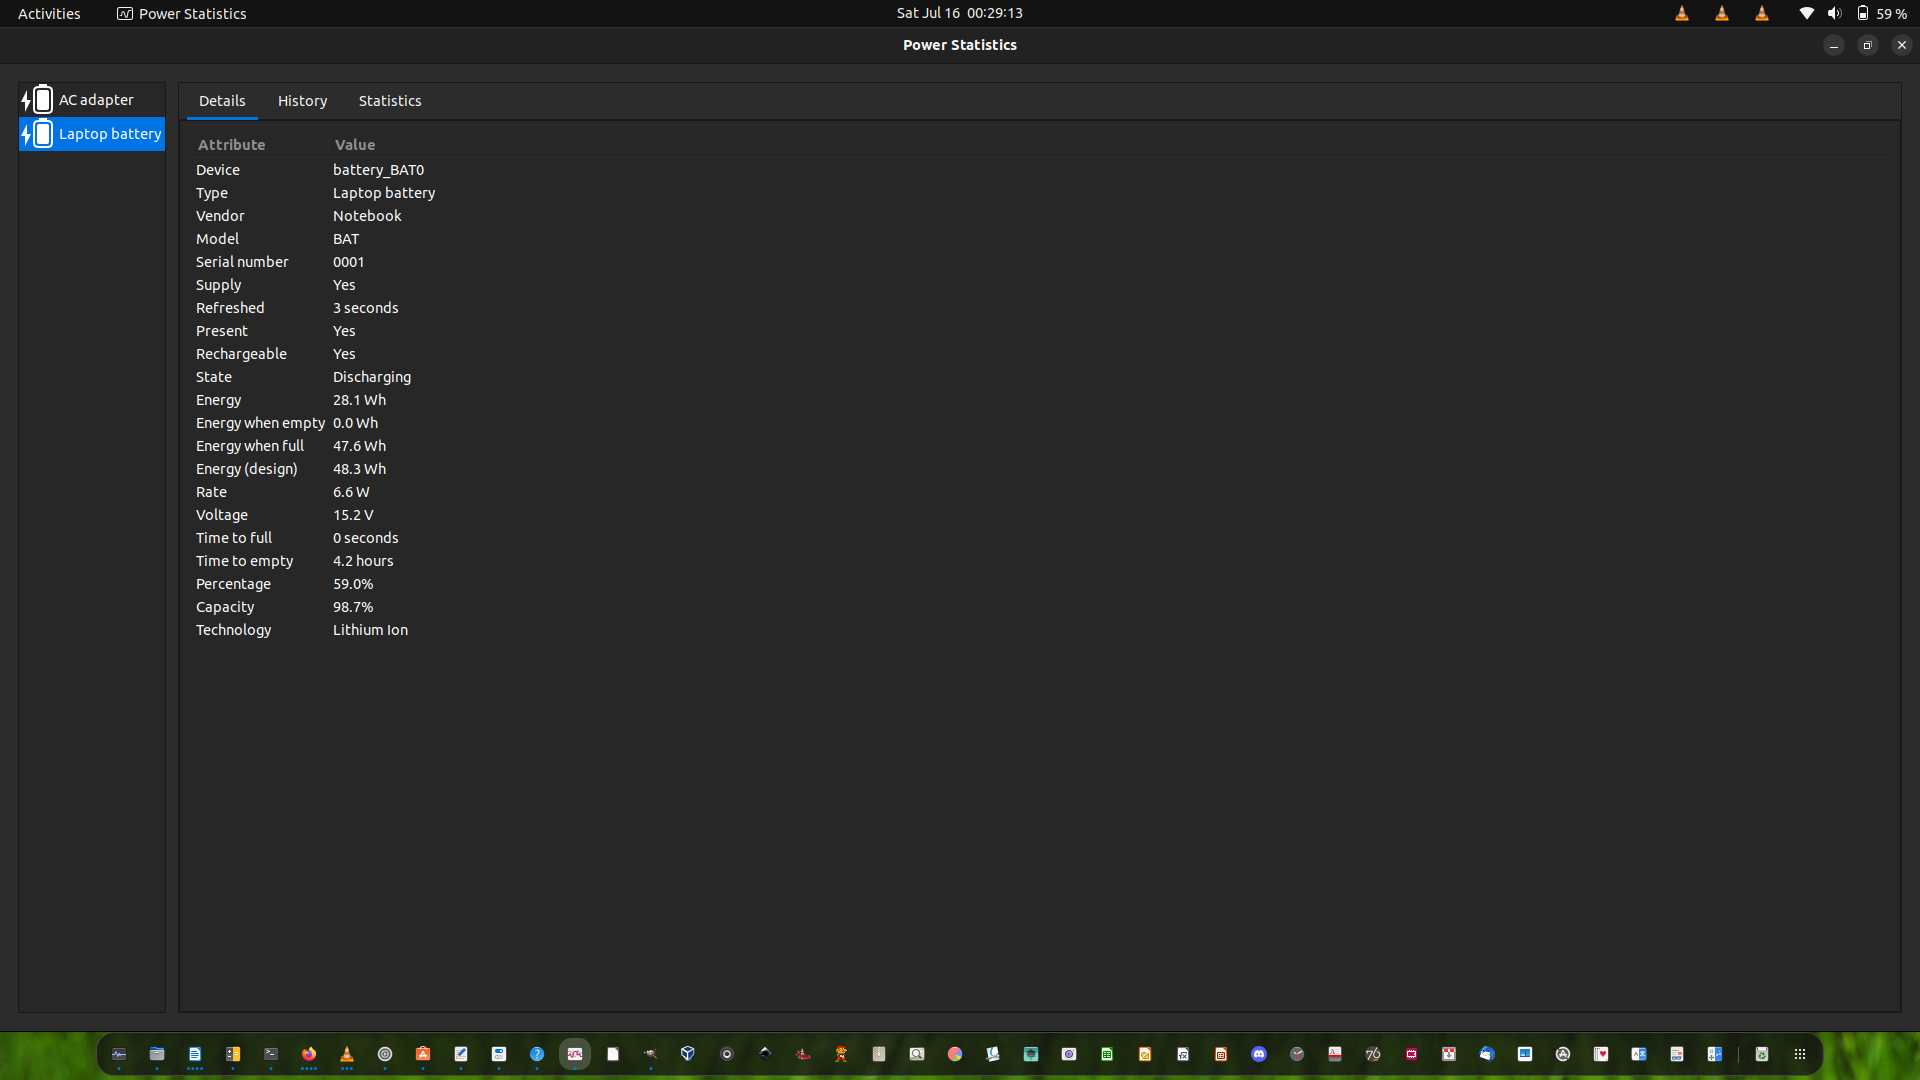 Activities Power Statistics Sat Jul 16 00:29:13 59 %
Power Statistics
AC adapter
Laptop battery
Details History Statistics
Attribute Value
Device battery_BAT0
Type Laptop battery
Vendor Notebook
Model BAT
Serial number 0001
Supply Yes
Refreshed 3 seconds
Present Yes
Rechargeable Yes
State Discharging
Energy 28.1 Wh
Energy when empty 0.0 Wh
Energy when full 47.6 Wh
Energy (design) 48.3 Wh
Rate 6.6 W
Voltage 15.2 V
Time to full 0 seconds
Time to empty 4.2 hours
Percentage 59.0%
Capacity 98.7%
Technology Lithium Ion